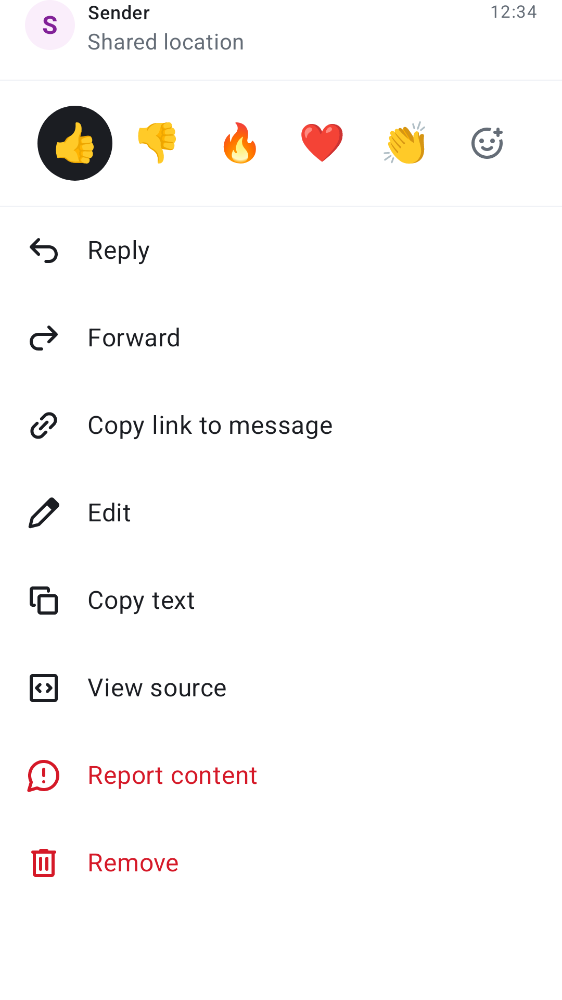 S
Sender
12:34
Shared location
Reply
Forward
Copy link to message
Edit
Copy text
View source
Report content
Remove